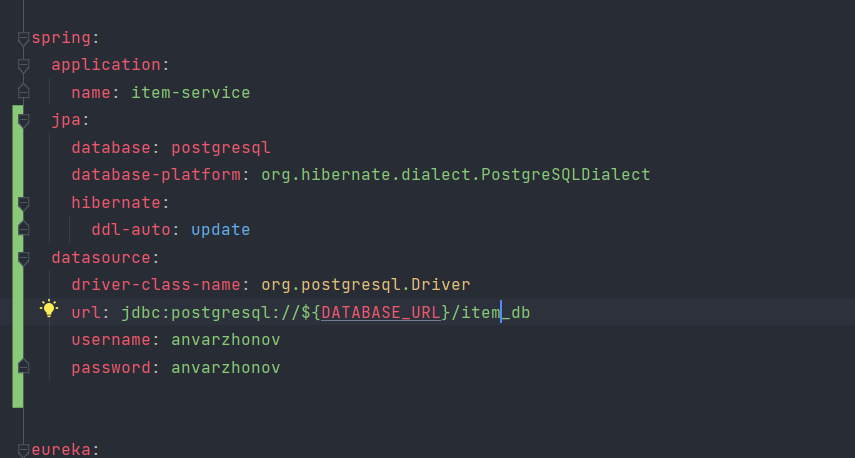 spring:
  application:
    name: item-service
  jpa:
    database: postgresql
    database-platform: org.hibernate.dialect.PostgreSQLDialect
    hibernate:
      ddl-auto: update
  datasource:
    driver-class-name: org.postgresql.Driver
    url: jdbc:postgresql://${DATABASE_URL}/item_db
    username: anvarzhonov
    password: anvarzhonov
eureka: